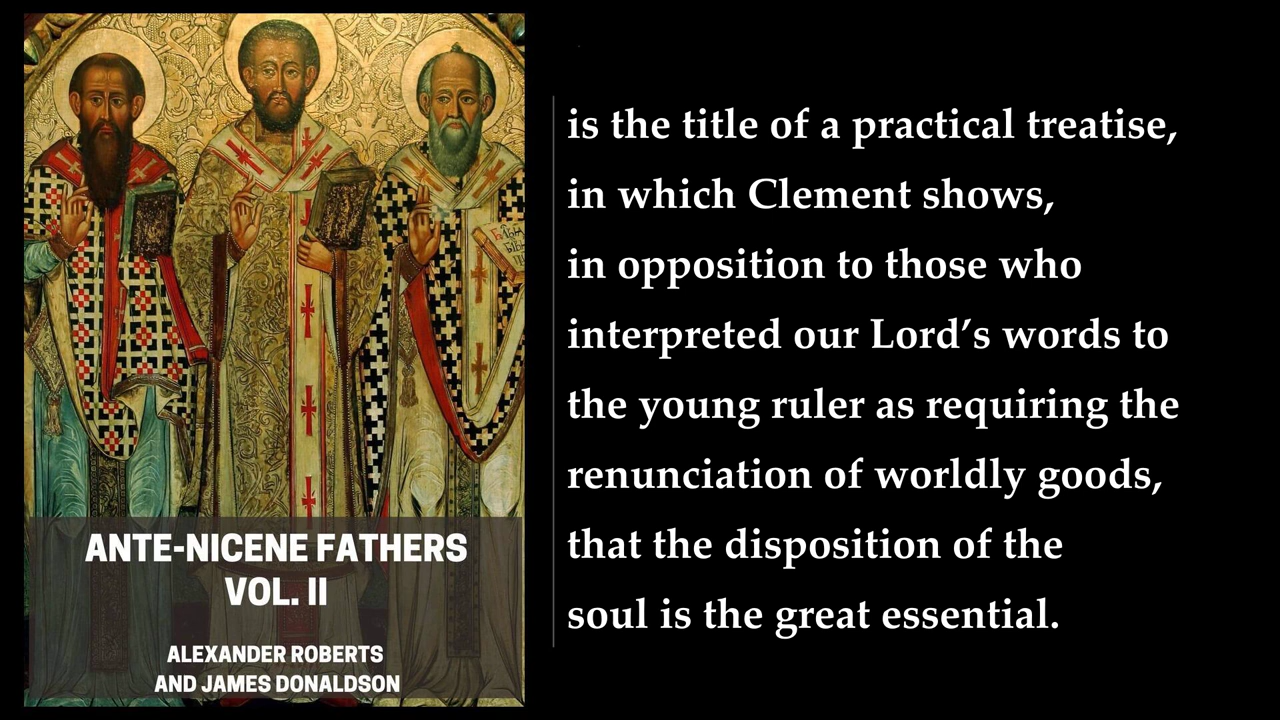 ANTE-NICENE FATHERS
VOL. II
ALEXANDER ROBERTS
AND JAMES DONALDSON
is the title of a practical treatise,
in which Clement shows,
in opposition to those who
interpreted our Lord’s words to
the young ruler as requiring the
renunciation of worldly goods,
that the disposition of the
soul is the great essential.